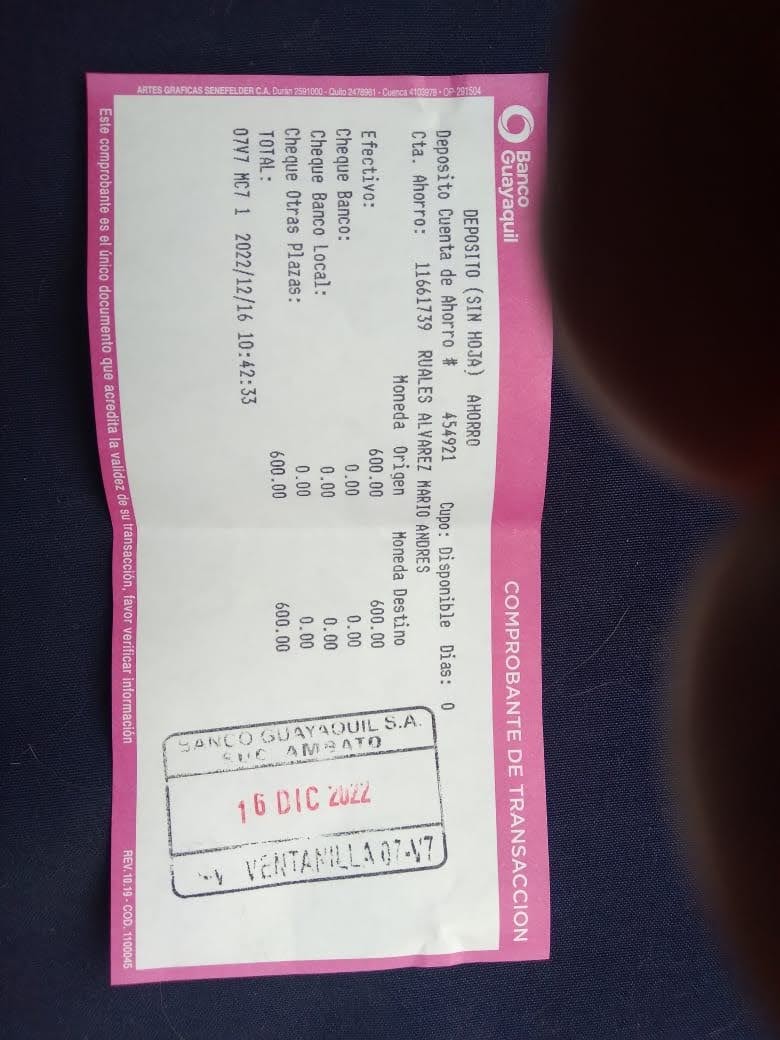 Banco
Guayaquil
COMPROBANTE DE TRANSACCION
DEPOSITO (SIN HOJA) AHORRO
Deposito Cuenta de Ahorro # 454921 Cupo: Disponible Dias: 0
Cta. Ahorro: 11661739 RUALES ALVAREZ MARIO ANDRES
Moneda Origen Moneda Destino
Efectivo: 600.00 600.00
Cheque Banco: 0.00 0.00
Cheque Banco Local: 0.00 0.00
Cheque Otras Plazas: 0.00 0.00
TOTAL: 600.00 600.00
07V7 MC7 1 2022/12/16 10:42:33
BANCO GUAYAQUIL S.A.
SUC. AMBATO
16 DIC 2022
VENTANILLA 07-V7
ARTES GRAFICAS SENEFELDER C.A. Durán 2591000 - Quito 2476981 - Cuenca 4103979 - OP-291504
Este comprobante es el único documento que acredita la validez de su transacción, favor verificar información
REV.10.19 - COD. 1100045